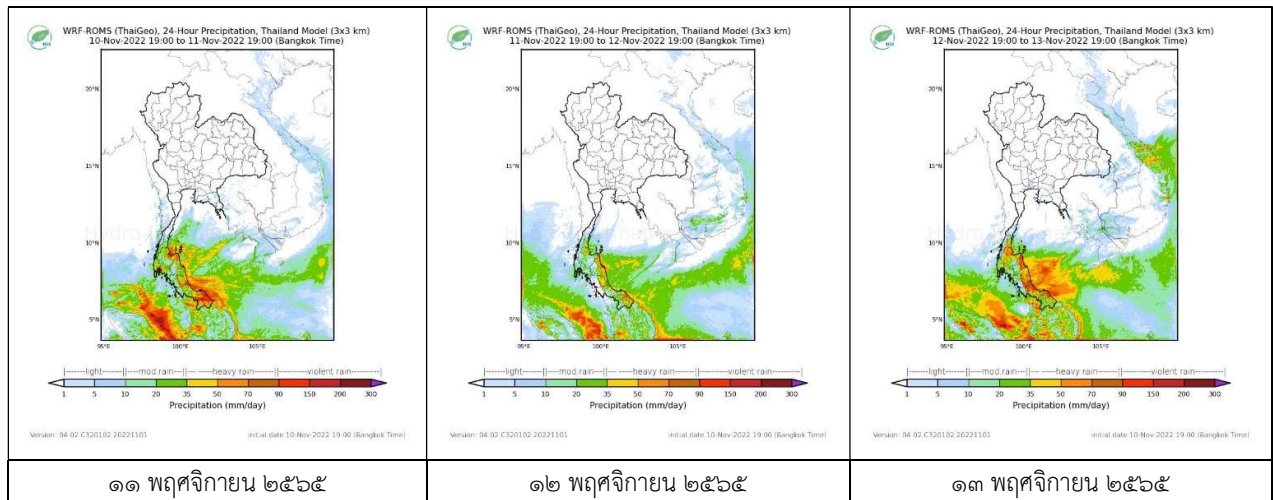 WRF-ROMS (ThaiGeo), 24-Hour Precipitation, Thailand Model (3x3 km)
10-Nov-2022 19:00 to 11-Nov-2022 19:00 (Bangkok Time)
20°N
15°N
10°N
5°N
95°E 100°E 105°E
|-------light-------||----mod.rain---||--- ----heavy rain-------||------violent rain--------|
1 5 10 20 35 50 70 90 150 200 300
Precipitation (mm/day)
Version: 04.02.C320102.20221101 initial date 10-Nov-2022 19:00 (Bangkok Time)
๑๑ พฤศจิกายน ๒๕๖๕
WRF-ROMS (ThaiGeo), 24-Hour Precipitation, Thailand Model (3x3 km)
11-Nov-2022 19:00 to 12-Nov-2022 19:00 (Bangkok Time)
20°N
15°N
10°N
5°N
95°E 100°E 105°E
|-------light-------||----mod.rain---||--- ----heavy rain-------||------violent rain--------|
1 5 10 20 35 50 70 90 150 200 300
Precipitation (mm/day)
Version: 04.02.C320102.20221101 initial date 10-Nov-2022 19:00 (Bangkok Time)
๑๒ พฤศจิกายน ๒๕๖๕
WRF-ROMS (ThaiGeo), 24-Hour Precipitation, Thailand Model (3x3 km)
12-Nov-2022 19:00 to 13-Nov-2022 19:00 (Bangkok Time)
20°N
15°N
10°N
5°N
95°E 100°E 105°E
|-------light-------||----mod.rain---||--- ----heavy rain-------||------violent rain--------|
1 5 10 20 35 50 70 90 150 200 300
Precipitation (mm/day)
Version: 04.02.C320102.20221101 initial date 10-Nov-2022 19:00 (Bangkok Time)
๑๓ พฤศจิกายน ๒๕๖๕